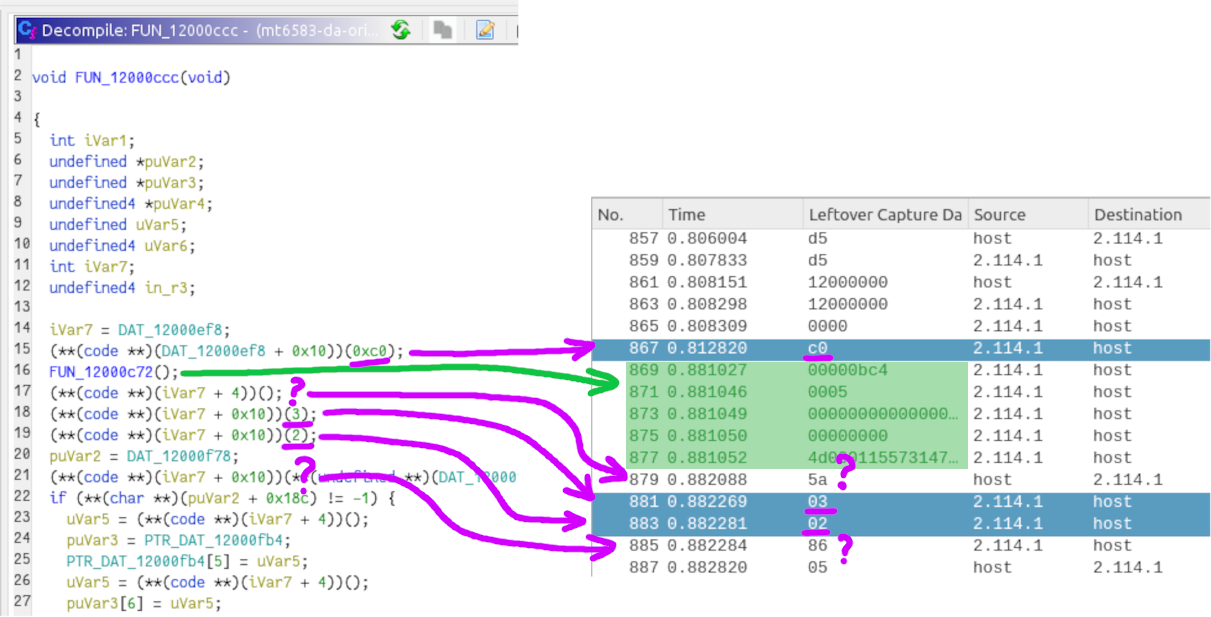 Decompile: FUN_12000ccc - (mt6583-da-ori...
1
2 void FUN_12000ccc(void)
3
4 {
5 int iVar1;
6 undefined *puVar2;
7 undefined *puVar3;
8 undefined4 *puVar4;
9 undefined uVar5;
10 undefined4 uVar6;
11 int iVar7;
12 undefined4 in_r3;
13
14 iVar7 = DAT_12000ef8;
15 (**(code **)(DAT_12000ef8 + 0x10))(0xc0);
16 FUN_12000c72();
17 (**(code **)(iVar7 + 4))(); ?
18 (**(code **)(iVar7 + 0x10))(3);
19 (**(code **)(iVar7 + 0x10))(2);
20 puVar2 = DAT_12000f78;
21 (**(code **)(iVar7 + 0x10))(**(undefined **)(DAT_12000 ?
22 if (**(char **)(puVar2 + 0x18c) != -1) {
23 uVar5 = (**(code **)(iVar7 + 4))();
24 puVar3 = PTR_DAT_12000fb4;
25 PTR_DAT_12000fb4[5] = uVar5;
26 uVar5 = (**(code **)(iVar7 + 4))();
27 puVar3[6] = uVar5;
No. Time Leftover Capture Da Source Destination
857 0.806004 d5 host 2.114.1
859 0.807833 d5 2.114.1 host
861 0.808151 12000000 host 2.114.1
863 0.808298 12000000 2.114.1 host
865 0.808309 0000 2.114.1 host
867 0.812820 c0 2.114.1 host
869 0.881027 00000bc4 2.114.1 host
871 0.881046 0005 2.114.1 host
873 0.881049 00000000000000… 2.114.1 host
875 0.881050 00000000 2.114.1 host
877 0.881052 2.114.1 host
879 0.882088 5a ? 2.114.1 host
881 0.882269 03 2.114.1 host
883 0.882281 02 2.114.1 host
885 0.882284 86 ? 2.114.1 host
887 0.882820 05 host 2.114.1